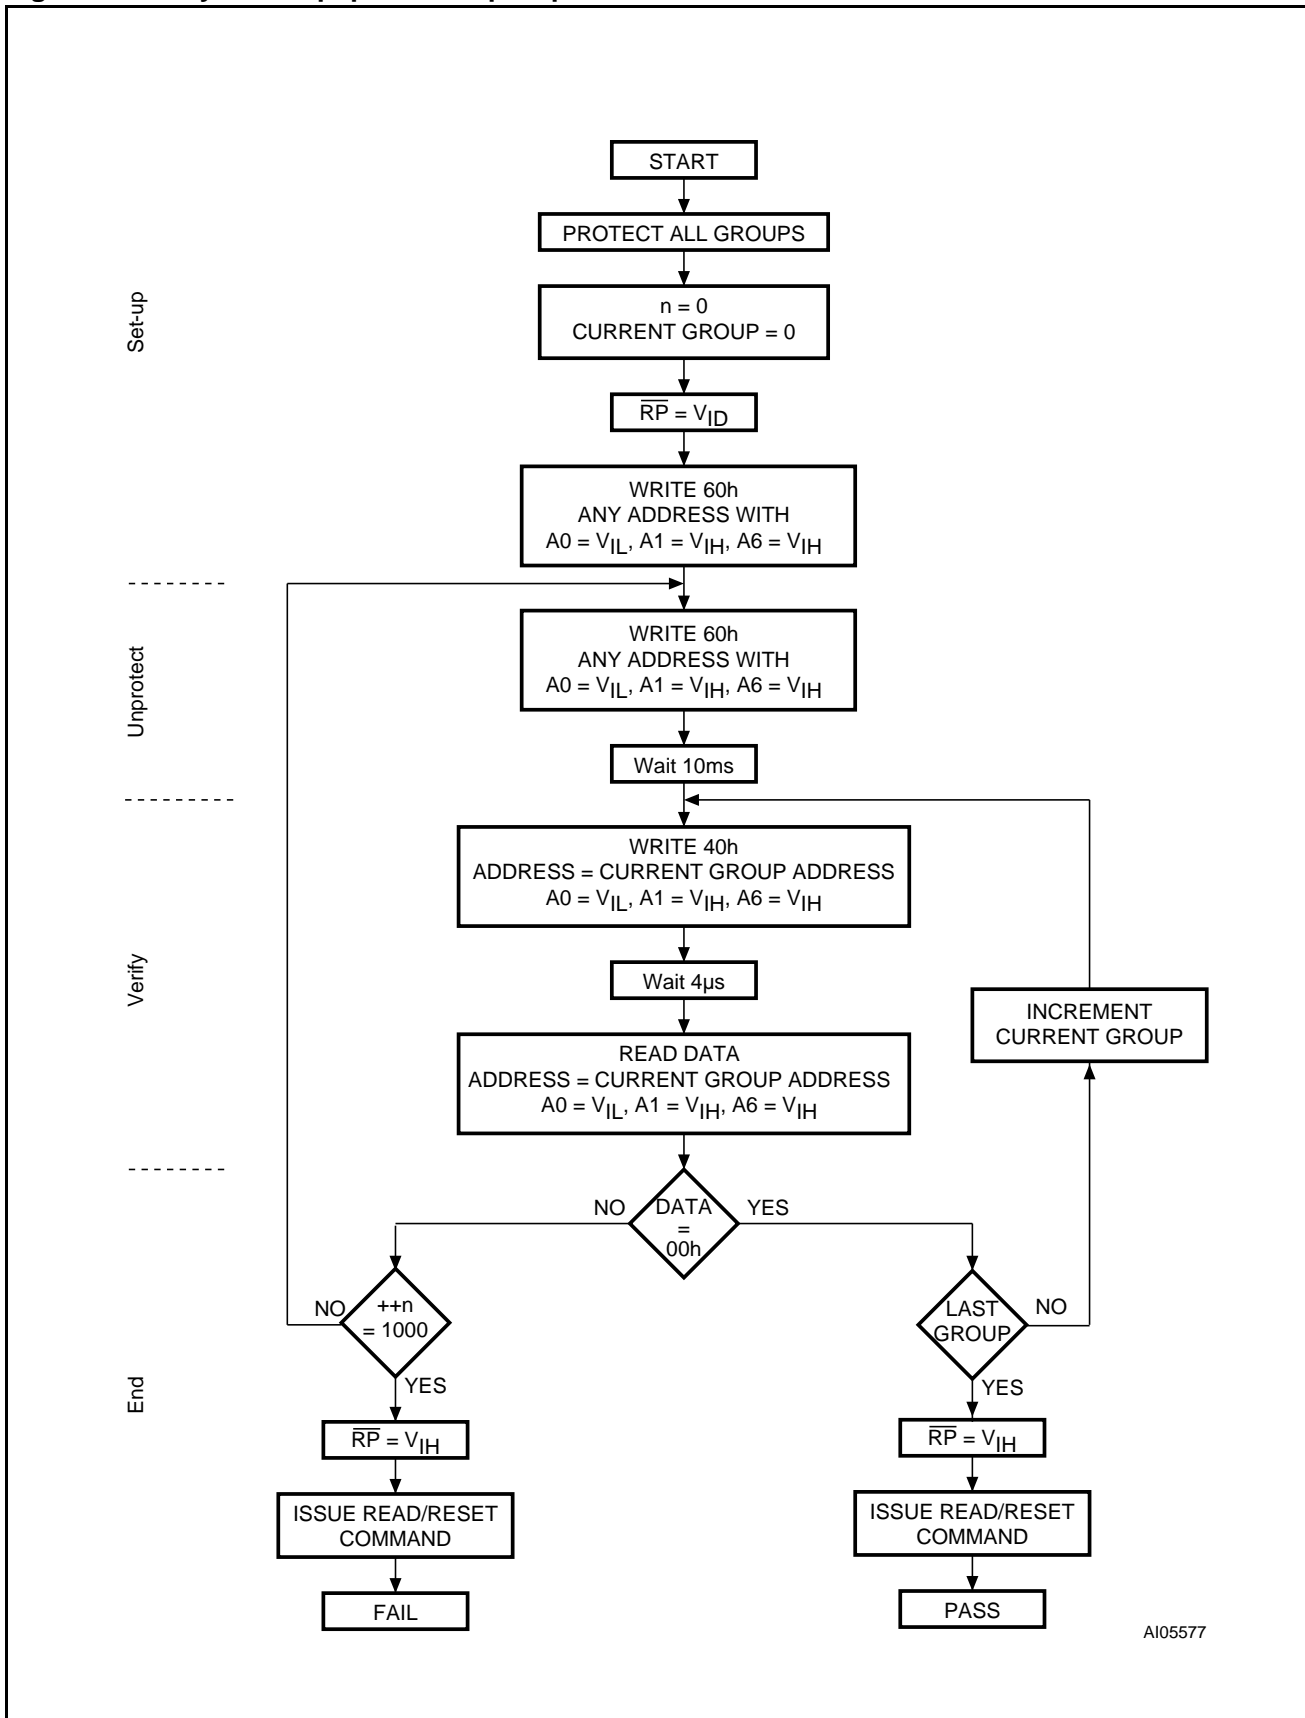 START
PROTECT ALL GROUPS
n = 0
CURRENT GROUP = 0
Set-up
RP = VID
WRITE 60h
ANY ADDRESS WITH
A0 = VIL, A1 = VIH, A6 = VIH
WRITE 60h
ANY ADDRESS WITH
A0 = VIL, A1 = VIH, A6 = VIH
Unprotect
Wait 10ms
WRITE 40h
ADDRESS = CURRENT GROUP ADDRESS
A0 = VIL, A1 = VIH, A6 = VIH
Verify
Wait 4µs
INCREMENT
CURRENT GROUP
READ DATA
ADDRESS = CURRENT GROUP ADDRESS
A0 = VIL, A1 = VIH, A6 = VIH
NO
DATA
=
00h
YES
NO
++n
= 1000
LAST
GROUP
NO
End
YES
YES
RP = VIH
RP = VIH
ISSUE READ/RESET
COMMAND
ISSUE READ/RESET
COMMAND
FAIL
PASS
AI05577